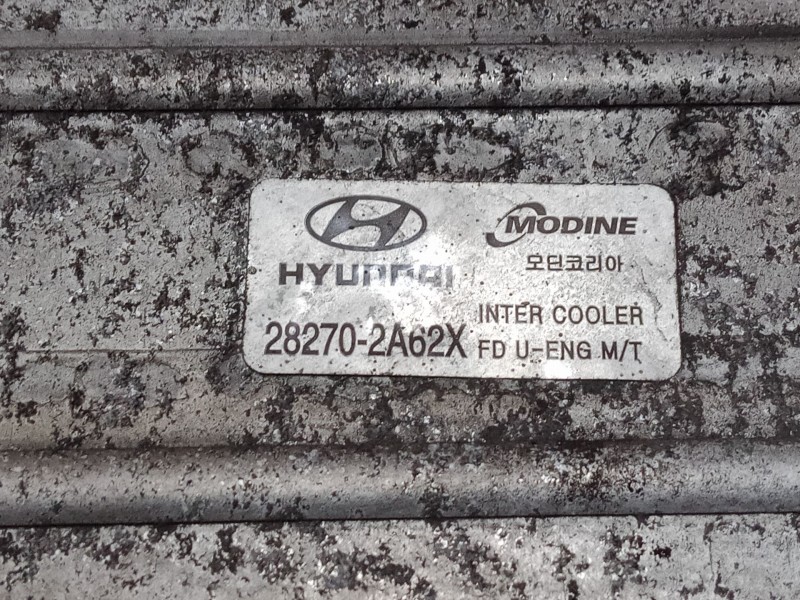 HYUNDAI
MODINE
모딘코리아
28270-2A62X
INTER COOLER
FD U-ENG M/T